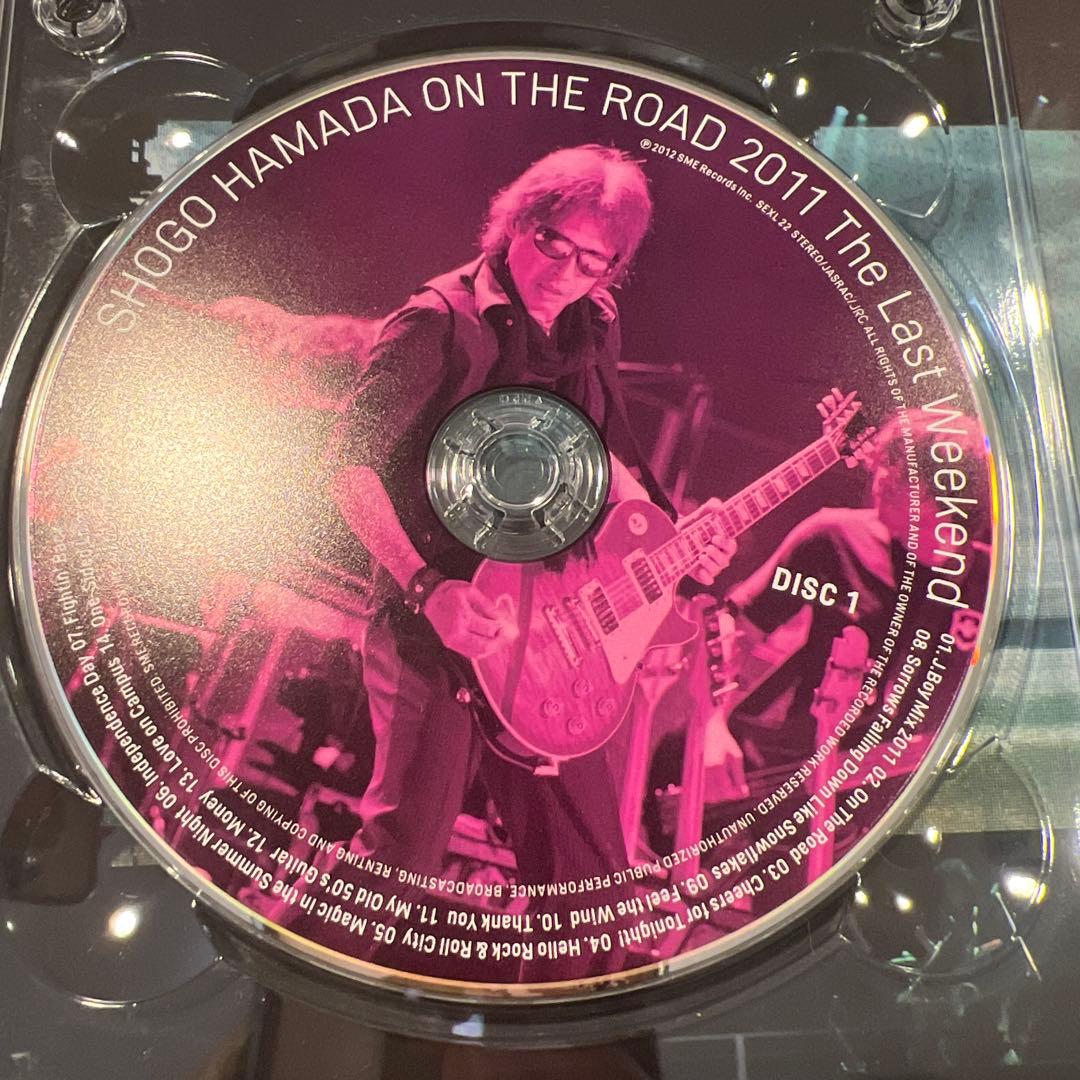 SHOGO HAMADA ON THE ROAD 2011 The Last Weekend
℗2012 SME Records Inc. SEXL 22 STEREO/JASRAC/JRC ALL RIGHTS OF THE MANUFACTURER AND OF THE OWNER OF THE RECORDED WORK RESERVED. UNAUTHORIZED PUBLIC PERFORMANCE, BROADCASTING, RENTING AND COPYING OF THIS DISC PROHIBITED. SME RECORDS
DISC 1
01. J.Boy Mix2011 02. On The Road 03. Cheers for Tonight! 04. Hello Rock & Roll City 05. Magic in the Summer Night 06. Independence Day 07. Fightin' Back
08. Sorrows Falling Down Like Snowflakes 09. Feel the Wind 10. Thank You 11. My Old 50's Guitar 12. Money 13. Love on Campus 14. One